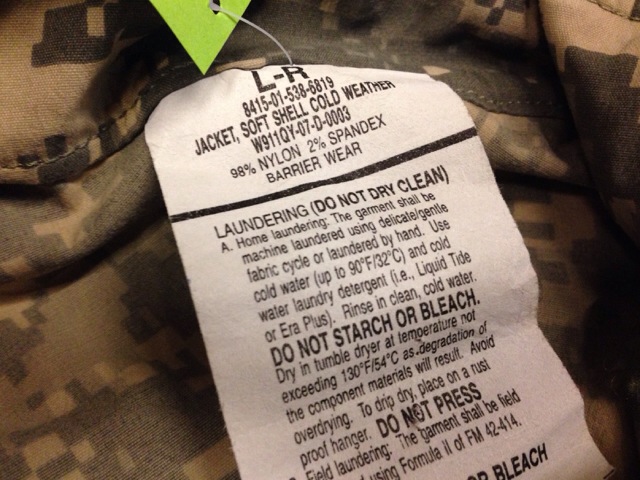 L-R
8415-01-538-6819
JACKET, SOFT SHELL COLD WEATHER
W911QY-07-D-0003
98% NYLON 2% SPANDEX
BARRIER WEAR
LAUNDERING (DO NOT DRY CLEAN)
A. Home laundering: The garment shall be
machine laundered using delicate/gentle
fabric cycle or laundered by hand. Use
cold water (up to 90°F/32°C) and cold
water laundry detergent (i.e., Liquid Tide
or Era Plus). Rinse in clean, cold water.
DO NOT STARCH OR BLEACH.
Dry in tumble dryer at temperature not
exceeding 130°F/54°C as degradation of
the component materials will result. Avoid
overdrying. To drip dry, place on a rust
proof hanger. DO NOT PRESS
Field laundering: The garment shall be field
using Formula II of FM 42-414.
OR BLEACH